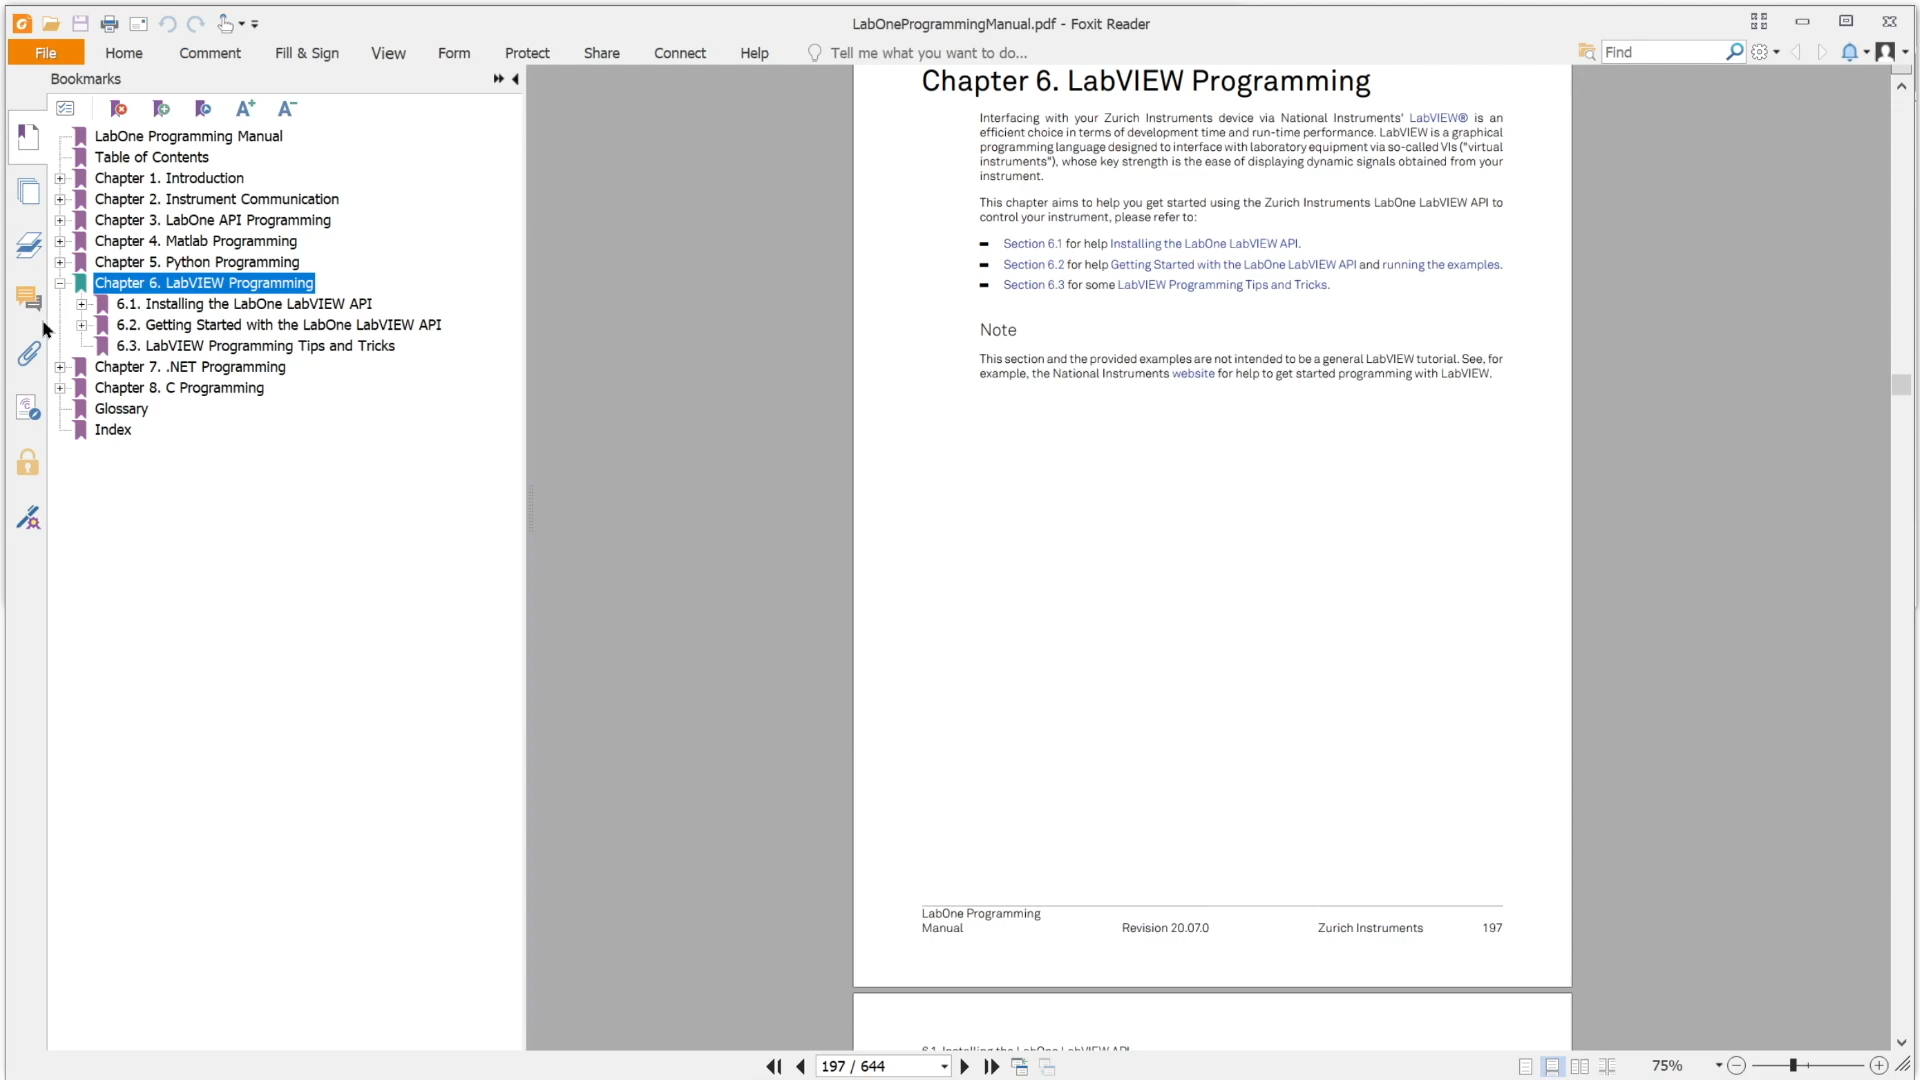 LabOneProgrammingManual.pdf - Foxit Reader
File Home Comment Fill & Sign View Form Protect Share Connect Help Tell me what you want to do... Find
Bookmarks
LabOne Programming Manual
Table of Contents
Chapter 1. Introduction
Chapter 2. Instrument Communication
Chapter 3. LabOne API Programming
Chapter 4. Matlab Programming
Chapter 5. Python Programming
Chapter 6. LabVIEW Programming
6.1. Installing the LabOne LabVIEW API
6.2. Getting Started with the LabOne LabVIEW API
6.3. LabVIEW Programming Tips and Tricks
Chapter 7. .NET Programming
Chapter 8. C Programming
Glossary
Index
Chapter 6. LabVIEW Programming
Interfacing with your Zurich Instruments device via National Instruments' LabVIEW® is an
efficient choice in terms of development time and run-time performance. LabVIEW is a graphical
programming language designed to interface with laboratory equipment via so-called VIs ("virtual
instruments"), whose key strength is the ease of displaying dynamic signals obtained from your
instrument.
This chapter aims to help you get started using the Zurich Instruments LabOne LabVIEW API to
control your instrument, please refer to:
Section 6.1 for help Installing the LabOne LabVIEW API.
Section 6.2 for help Getting Started with the LabOne LabVIEW API and running the examples.
Section 6.3 for some LabVIEW Programming Tips and Tricks.
Note
This section and the provided examples are not intended to be a general LabVIEW tutorial. See, for
example, the National Instruments website for help to get started programming with LabVIEW.
LabOne Programming
Manual Revision 20.07.0 Zurich Instruments 197
6.1. Installing the LabOne LabVIEW API
197 / 644
75%